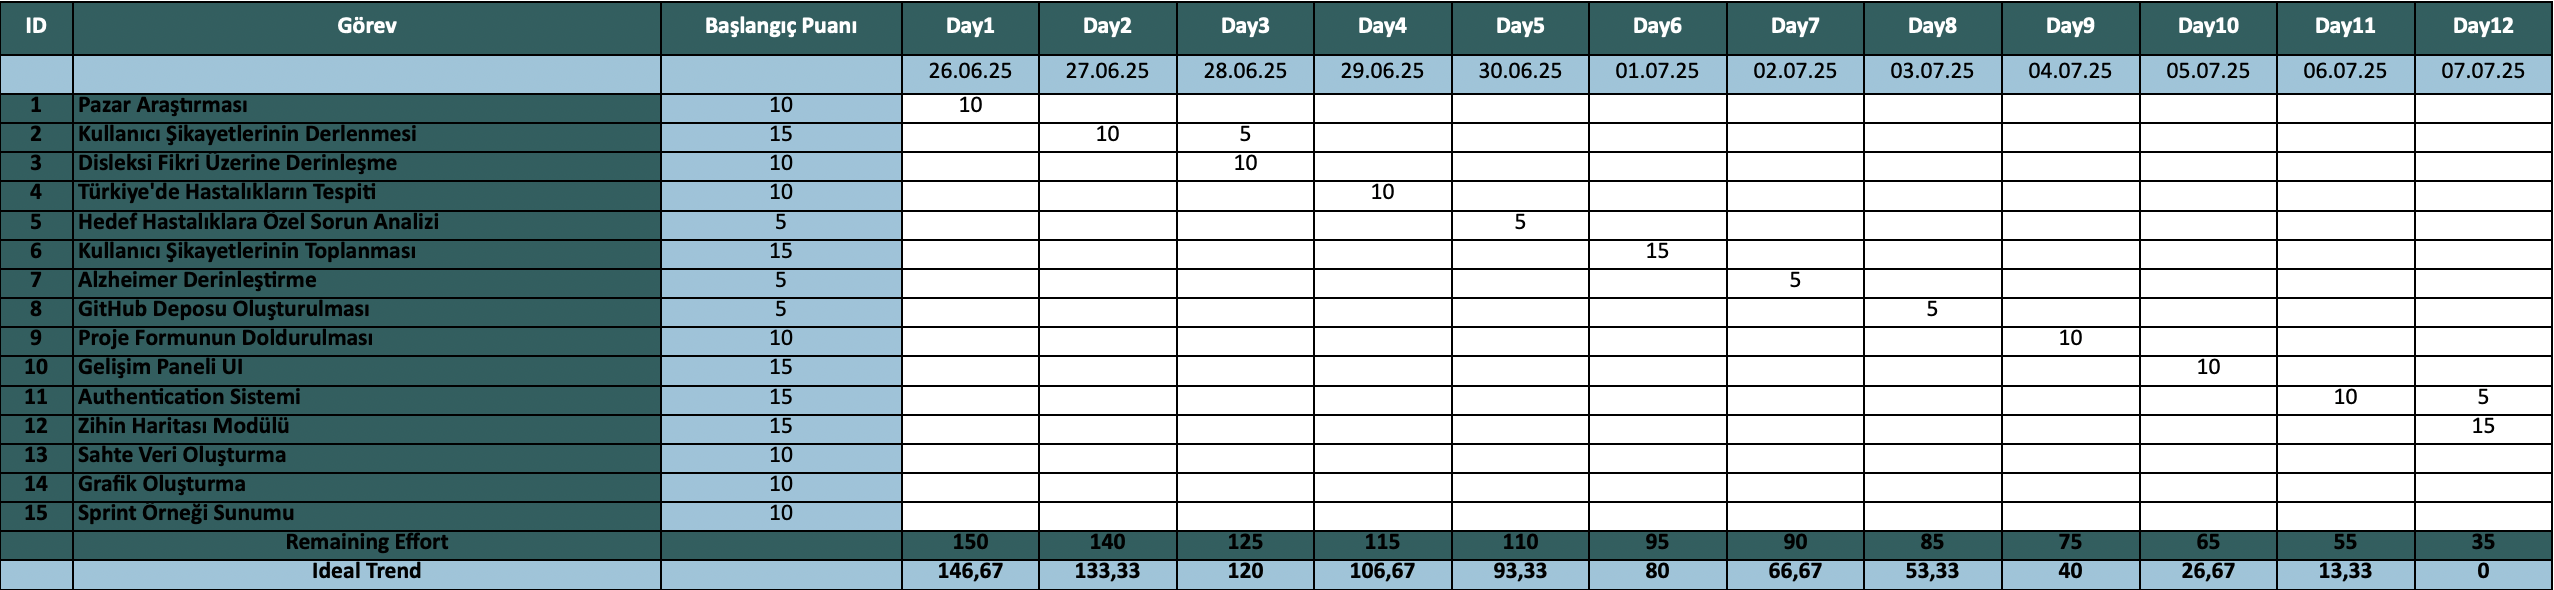 ID Görev Başlangıç Puanı Day1 Day2 Day3 Day4 Day5 Day6 Day7 Day8 Day9 Day10 Day11 Day12
26.06.25 27.06.25 28.06.25 29.06.25 30.06.25 01.07.25 02.07.25 03.07.25 04.07.25 05.07.25 06.07.25 07.07.25
1 Pazar Araştırması 10 10
2 Kullanıcı Şikayetlerinin Derlenmesi 15 10 5
3 Disleksi Fikri Üzerine Derinleşme 10 10
4 Türkiye'de Hastalıkların Tespiti 10 10
5 Hedef Hastalıklara Özel Sorun Analizi 5 5
6 Kullanıcı Şikayetlerinin Toplanması 15 15
7 Alzheimer Derinleştirme 5 5
8 GitHub Deposu Oluşturulması 5 5
9 Proje Formunun Doldurulması 10 10
10 Gelişim Paneli UI 15 10
11 Authentication Sistemi 15 10 5
12 Zihin Haritası Modülü 15 15
13 Sahte Veri Oluşturma 10
14 Grafik Oluşturma 10
15 Sprint Örneği Sunumu 10
Remaining Effort 150 140 125 115 110 95 90 85 75 65 55 35
Ideal Trend 146,67 133,33 120 106,67 93,33 80 66,67 53,33 40 26,67 13,33 0